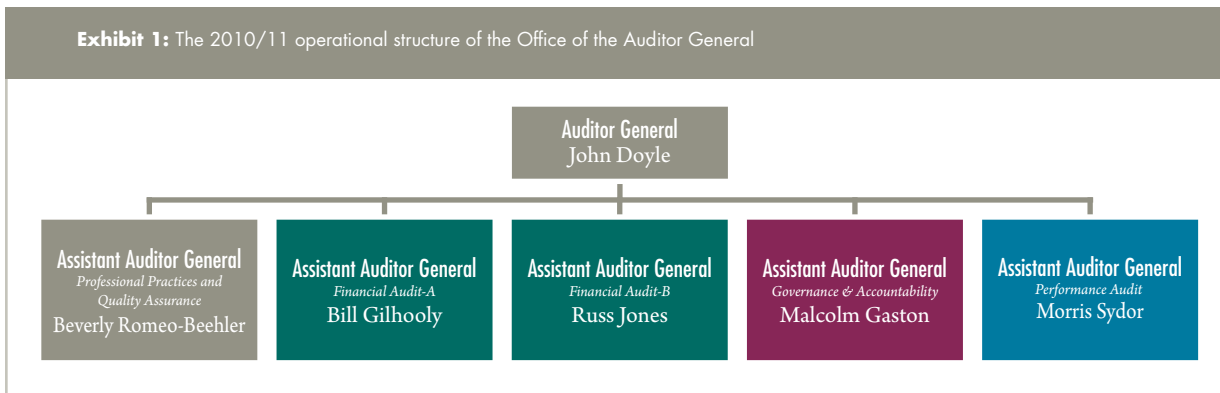 Exhibit 1: The 2010/11 operational structure of the Office of the Auditor General
Auditor General
John Doyle
Assistant Auditor General
Professional Practices and
Quality Assurance
Beverly Romeo-Beehler
Assistant Auditor General
Financial Audit-A
Bill Gilhooly
Assistant Auditor General
Financial Audit-B
Russ Jones
Assistant Auditor General
Governance & Accountability
Malcolm Gaston
Assistant Auditor General
Performance Audit
Morris Sydor